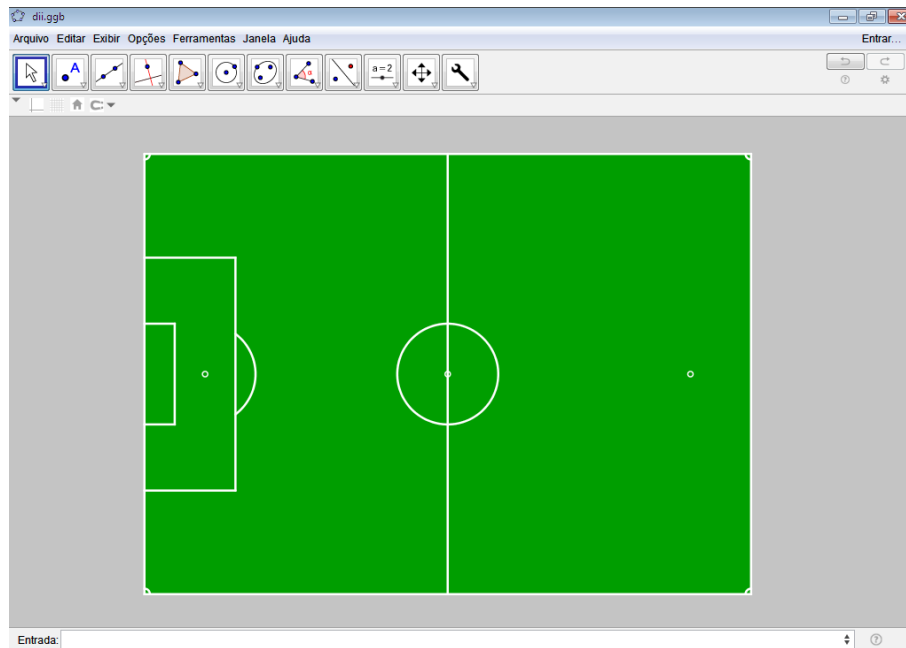 dii.ggb
Arquivo Editar Exibir Opções Ferramentas Janela Ajuda
Entrar...
A
α
a=2
Entrada: